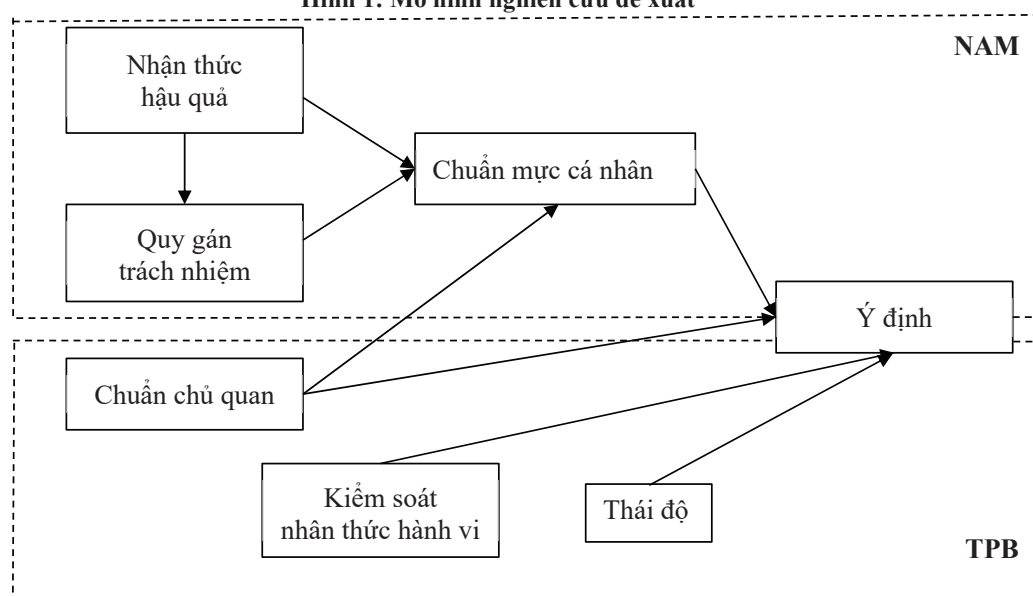 Hình 1: Mô hình nghiên cứu đề xuất
NAM
Nhận thức
hậu quả
Chuẩn mực cá nhân
Quy gán
trách nhiệm
Ý định
Chuẩn chủ quan
Kiểm soát
nhân thức hành vi
Thái độ
TPB